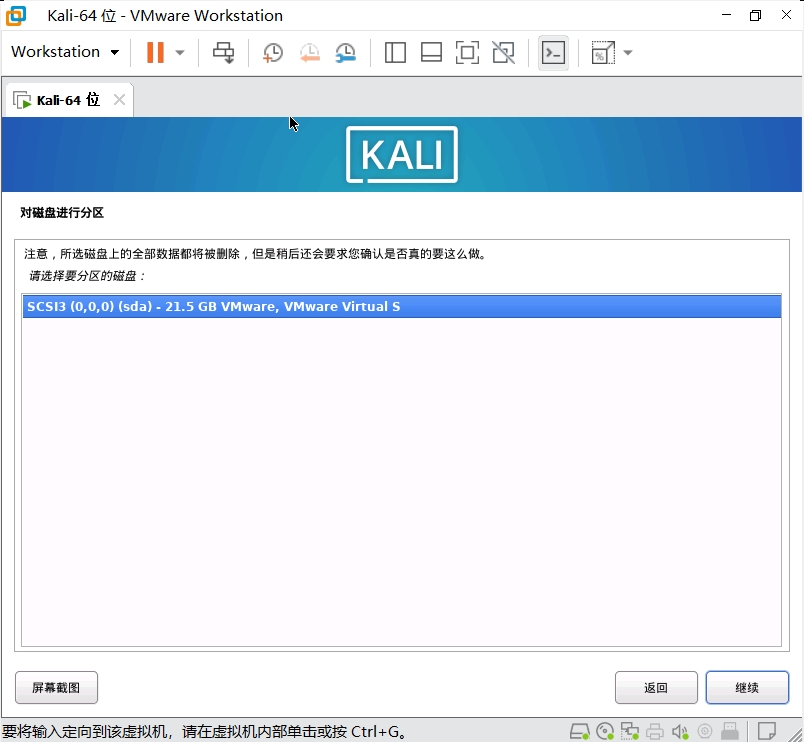 Kali-64 位 - VMware Workstation
Workstation
Kali-64 位
KALI
对磁盘进行分区
注意，所选磁盘上的全部数据都将被删除，但是稍后还会要求您确认是否真的要这么做。
请选择要分区的磁盘：
SCSI3 (0,0,0) (sda) - 21.5 GB VMware, VMware Virtual S
屏幕截图
返回
继续
要将输入定向到该虚拟机，请在虚拟机内部单击或按 Ctrl+G。